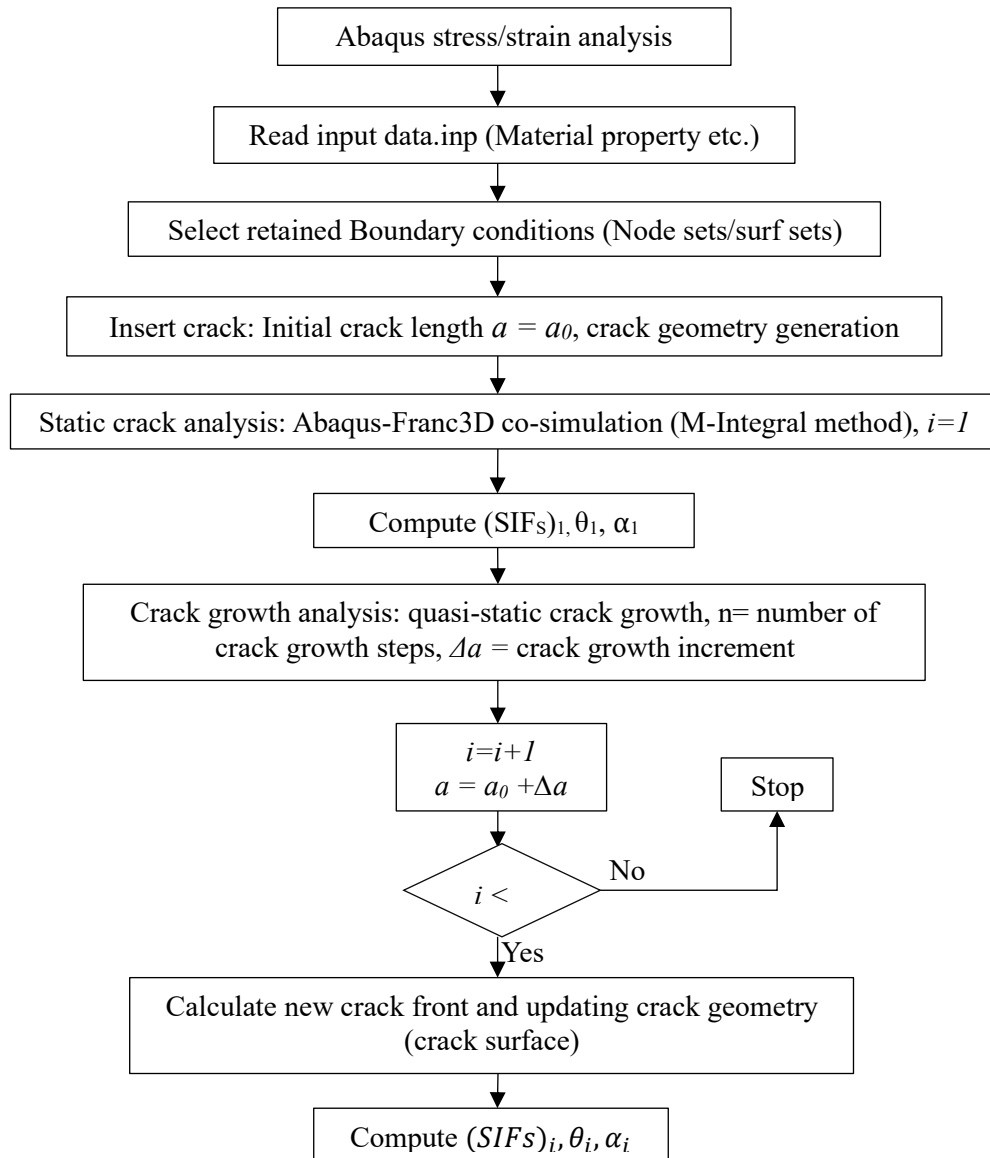 Abaqus stress/strain analysis
Read input data.inp (Material property etc.)
Select retained Boundary conditions (Node sets/surf sets)
Insert crack: Initial crack length a = a₀, crack geometry generation
Static crack analysis: Abaqus-Franc3D co-simulation (M-Integral method), i=1
Compute (SIFₛ)₁, θ₁, α₁
Crack growth analysis: quasi-static crack growth, n= number of
crack growth steps, Δa = crack growth increment
i=i+1
a = a₀ +Δa
Stop
No
i <
Yes
Calculate new crack front and updating crack geometry
(crack surface)
Compute (SIFs)ᵢ, θᵢ, αᵢ